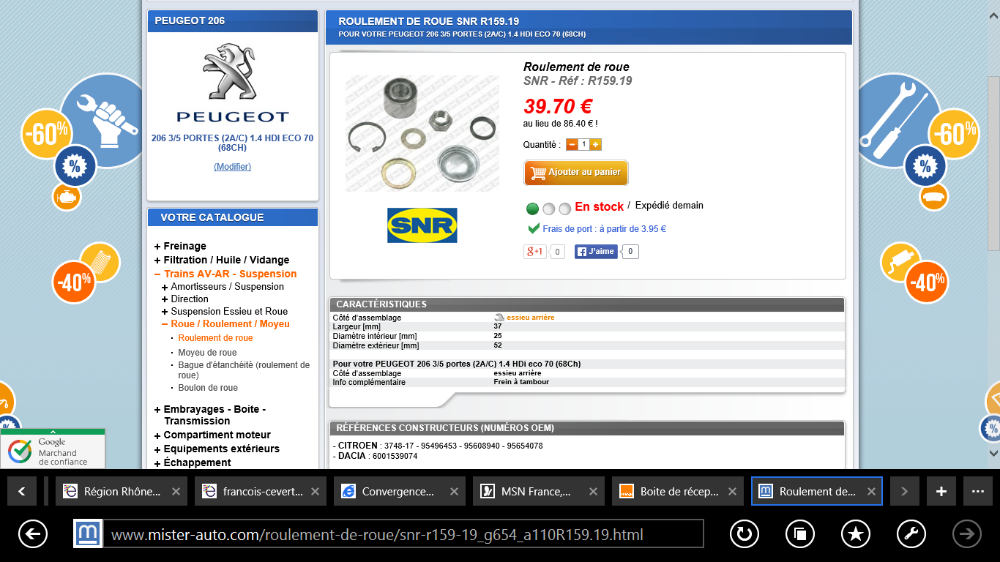 PEUGEOT 206
PEUGEOT
206 3/5 PORTES (2A/C) 1.4 HDI ECO 70
(68CH)
(Modifier)
VOTRE CATALOGUE
+ Freinage
+ Filtration / Huile / Vidange
− Trains AV-AR - Suspension
+ Amortisseurs / Suspension
+ Direction
+ Suspension Essieu et Roue
− Roue / Roulement / Moyeu
· Roulement de roue
· Moyeu de roue
· Bague d'étanchéité (roulement de
roue)
· Boulon de roue
+ Embrayages - Boite -
Transmission
+ Compartiment moteur
+ Equipements extérieurs
+ Échappement
ROULEMENT DE ROUE SNR R159.19
POUR VOTRE PEUGEOT 206 3/5 PORTES (2A/C) 1.4 HDI ECO 70 (68CH)
Roulement de roue
SNR - Réf : R159.19
39.70 €
au lieu de 86.40 € !
Quantité : − 1 +
Ajouter au panier
En stock / Expédié demain
Frais de port : à partir de 3.95 €
g+1 0 J'aime 0
SNR
CARACTÉRISTIQUES
Côté d'assemblage essieu arrière
Largeur [mm] 37
Diamètre intérieur [mm] 25
Diamètre extérieur [mm] 52
Pour votre PEUGEOT 206 3/5 portes (2A/C) 1.4 HDi eco 70 (68Ch)
Côté d'assemblage essieu arrière
Info complémentaire Frein à tambour
RÉFÉRENCES CONSTRUCTEURS (NUMÉROS OEM)
- CITROEN : 3748-17 - 95496453 - 95608940 - 95654078
- DACIA : 6001539074
-60%
%
-40%
%
-60%
%
-40%
%
Google
Marchand
de confiance
Région Rhône...
francois-cevert...
Convergence...
MSN France,...
orange
Boite de récep...
m
Roulement de...
m
www.mister-auto.com/roulement-de-roue/snr-r159-19_g654_a110R159.19.html